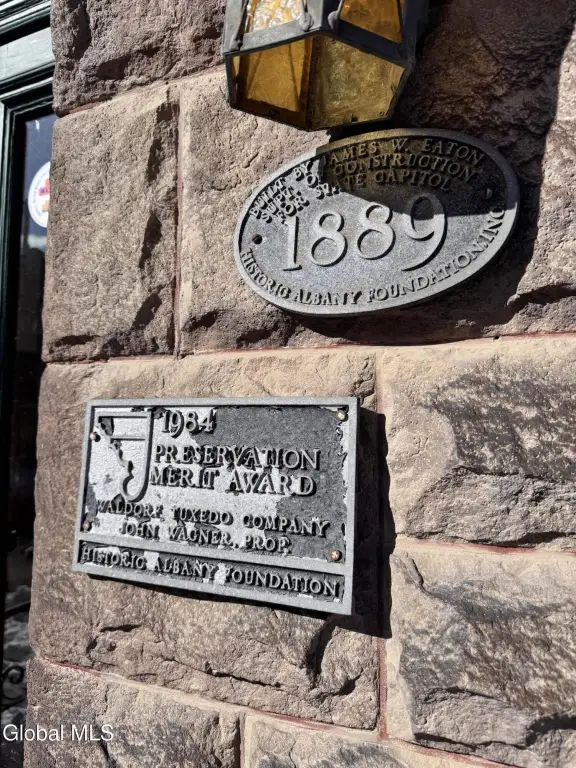 BUILT BY JAMES W. EATON
SUPT. OF CONSTRUCTION
FOR STATE CAPITOL
1889
HISTORIC ALBANY FOUNDATION, INC.
1984
PRESERVATION
MERIT AWARD
WALDORF TUXEDO COMPANY
JOHN WAGNER, PROP.
HISTORIC ALBANY FOUNDATION
Global MLS